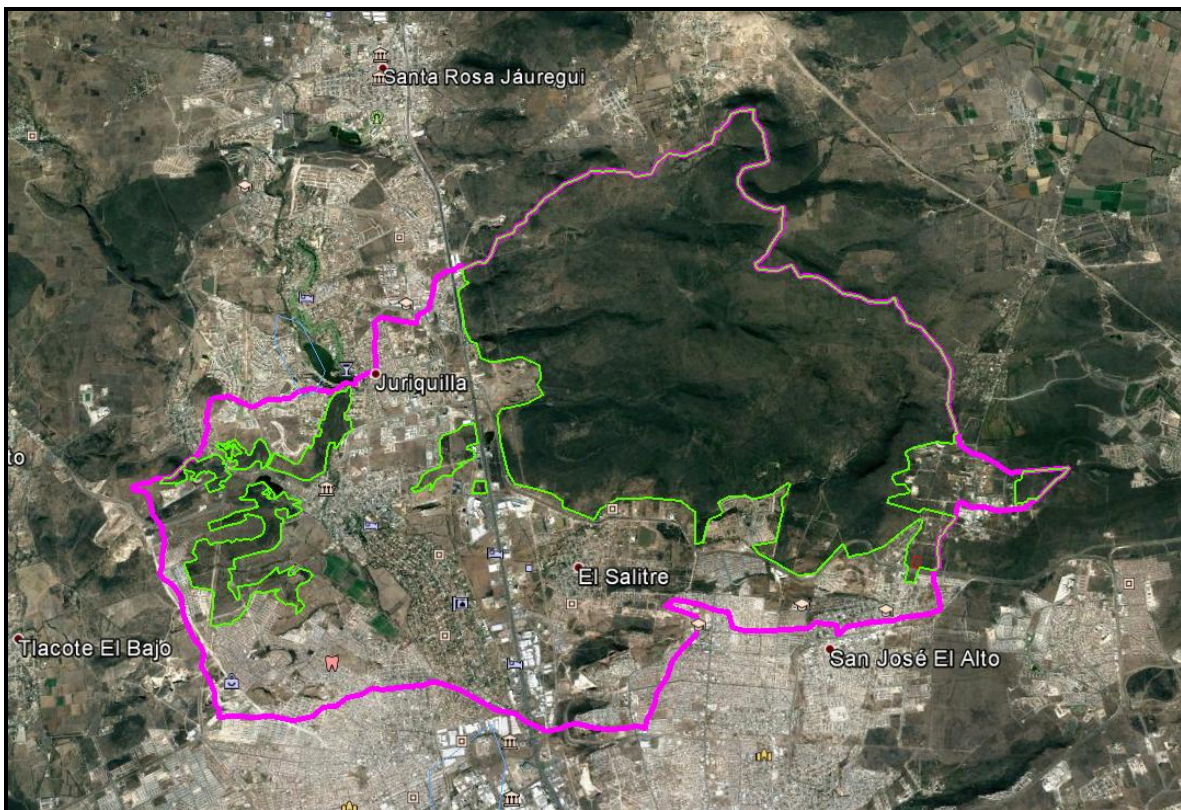 Santa Rosa Jáuregui
Juriquilla
to
El Salitre
Tlacote El Bajo
San José El Alto